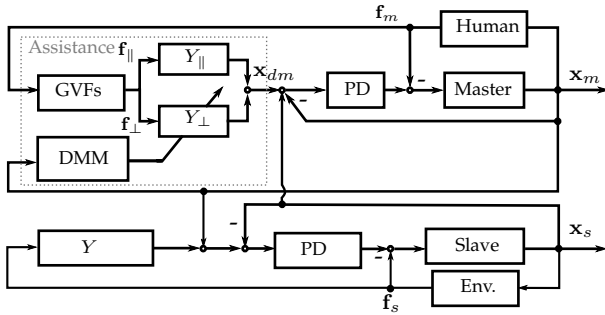 f_m
Human
Assistance
f_∥
Y_∥
x_dm
x_m
GVFs
PD
-
-
Master
f_⊥
Y_⊥
DMM
-
x_s
Y
PD
-
Slave
f_s
Env.